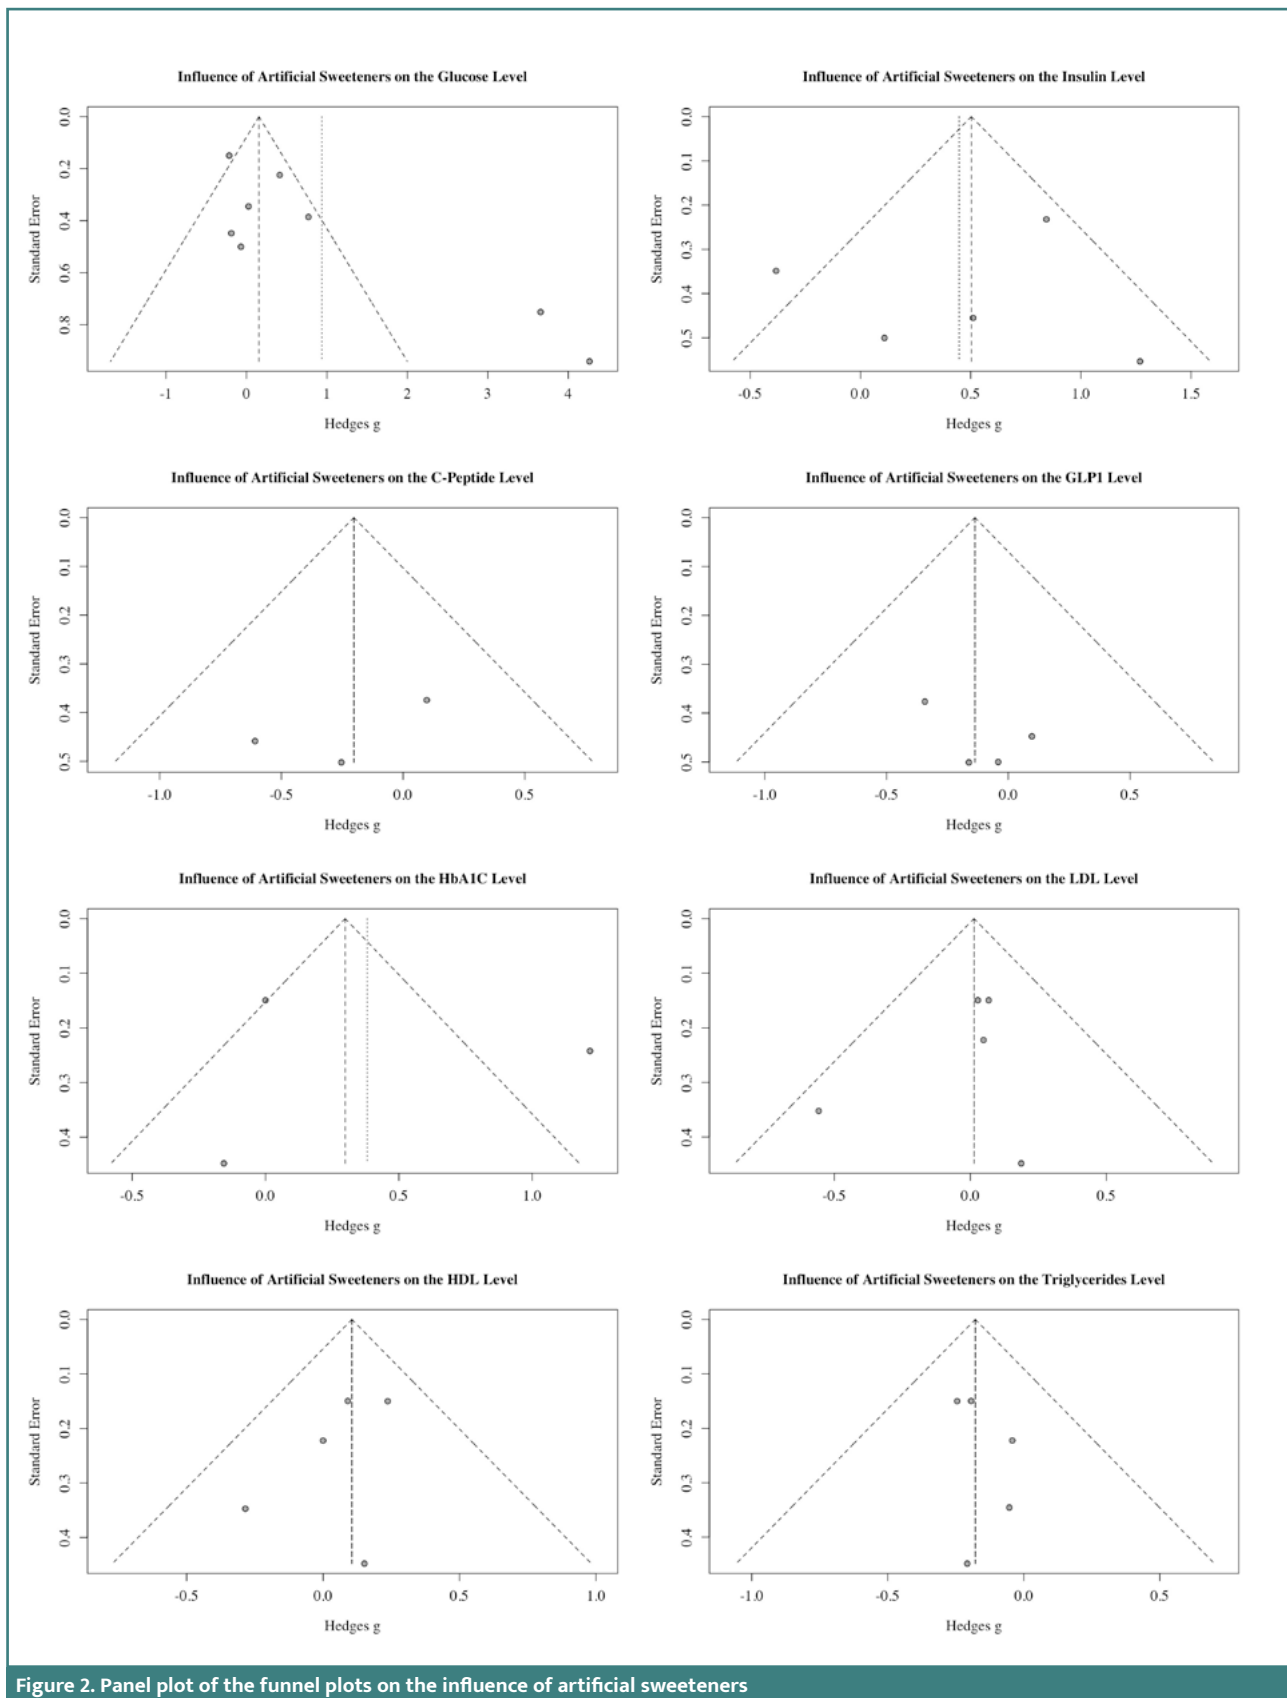 Influence of Artificial Sweeteners on the Glucose Level
0.0
0.2
0.4
0.6
0.8
Standard Error
-1 0 1 2 3 4
Hedges g
Influence of Artificial Sweeteners on the Insulin Level
0.0
0.1
0.2
0.3
0.4
0.5
Standard Error
-0.5 0.0 0.5 1.0 1.5
Hedges g
Influence of Artificial Sweeteners on the C-Peptide Level
0.0
0.1
0.2
0.3
0.4
0.5
Standard Error
-1.0 -0.5 0.0 0.5
Hedges g
Influence of Artificial Sweeteners on the GLP1 Level
0.0
0.1
0.2
0.3
0.4
0.5
Standard Error
-1.0 -0.5 0.0 0.5
Hedges g
Influence of Artificial Sweeteners on the HbA1C Level
0.0
0.1
0.2
0.3
0.4
Standard Error
-0.5 0.0 0.5 1.0
Hedges g
Influence of Artificial Sweeteners on the LDL Level
0.0
0.1
0.2
0.3
0.4
Standard Error
-0.5 0.0 0.5
Hedges g
Influence of Artificial Sweeteners on the HDL Level
0.0
0.1
0.2
0.3
0.4
Standard Error
-0.5 0.0 0.5 1.0
Hedges g
Influence of Artificial Sweeteners on the Triglycerides Level
0.0
0.1
0.2
0.3
0.4
Standard Error
-1.0 -0.5 0.0 0.5
Hedges g
Figure 2. Panel plot of the funnel plots on the influence of artificial sweeteners